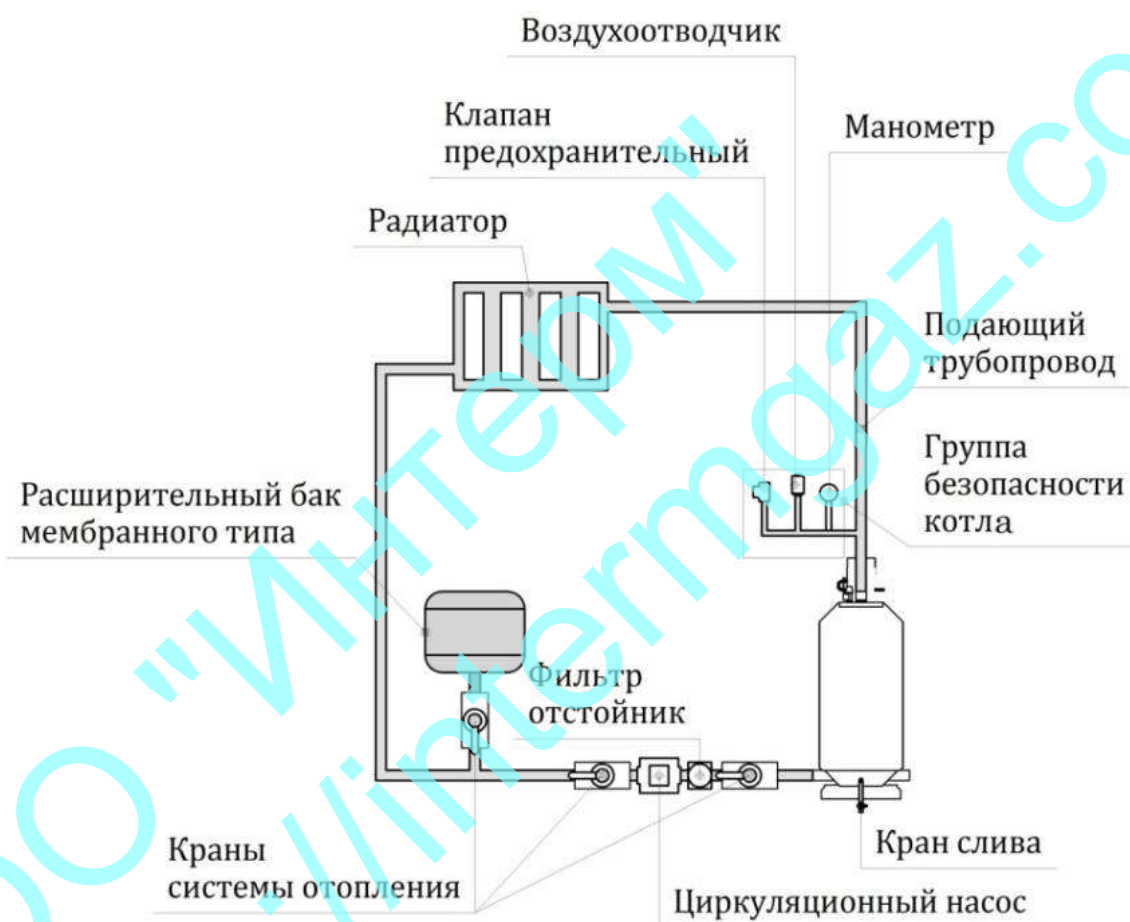 Воздухоотводчик
Клапан
предохранительный
Манометр
Радиатор
Подающий
трубопровод
Группа
безопасности
котла
Расширительный бак
мембранного типа
Фильтр
отстойник
Краны
системы отопления
Кран слива
Циркуляционный насос
ОО "ИНТерм"
://intermgaz.co